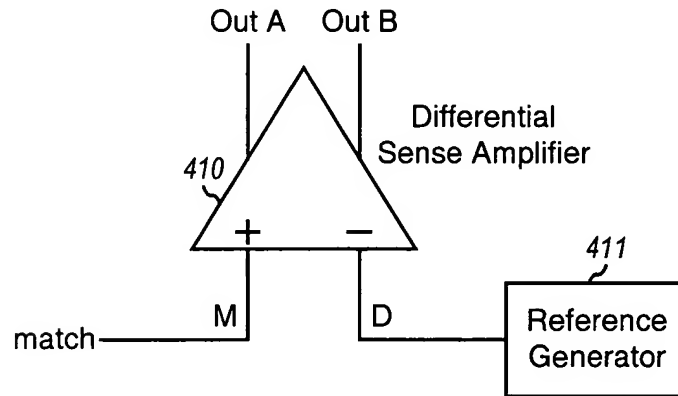 Out A Out B
Differential
Sense Amplifier
410
+ −
411
M D
match
Reference
Generator